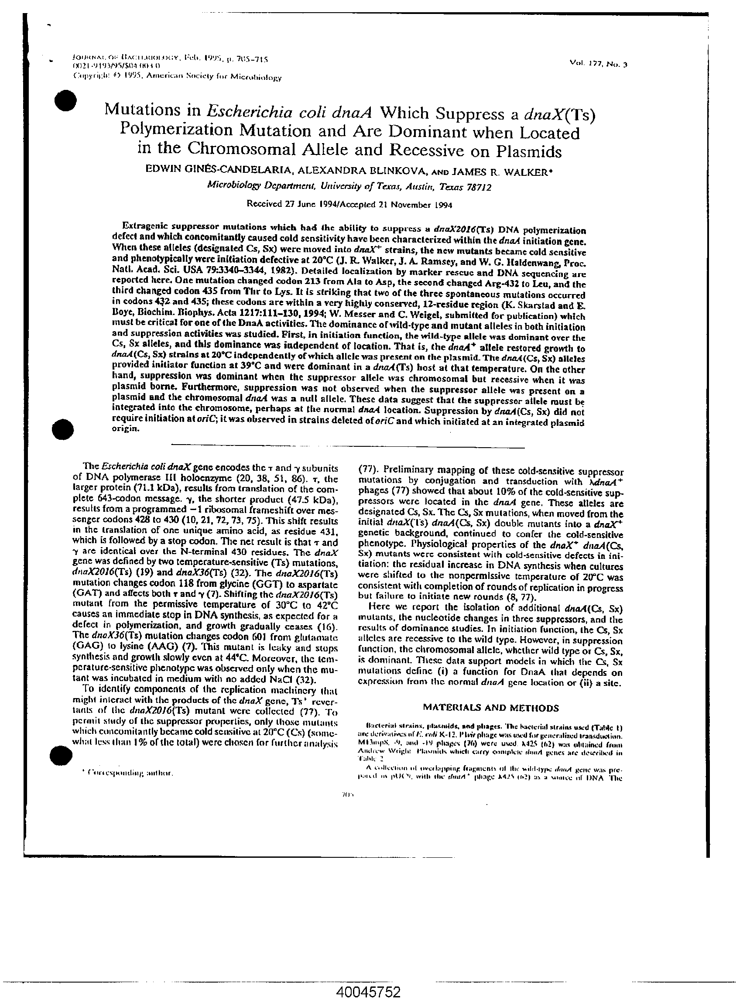 JOURNAL OF BACTERIOLOGY, Feb. 1995, p. 705–715
Vol. 177, No. 3
0021-9193/95/$04.00+0
Copyright © 1995, American Society for Microbiology
Mutations in Escherichia coli dnaA Which Suppress a dnaX(Ts)
Polymerization Mutation and Are Dominant when Located
in the Chromosomal Allele and Recessive on Plasmids
EDWIN GINÉS-CANDELARIA, ALEXANDRA BLINKOVA, AND JAMES R. WALKER*
Microbiology Department, University of Texas, Austin, Texas 78712
Received 27 June 1994/Accepted 21 November 1994
Extragenic suppressor mutations which had the ability to suppress a dnaX2016(Ts) DNA polymerization
defect and which concomitantly caused cold sensitivity have been characterized within the dnaA initiation gene.
When these alleles (designated Cs, Sx) were moved into dnaX⁺ strains, the new mutants became cold sensitive
and phenotypically were initiation defective at 20°C (J. R. Walker, J. A. Ramsey, and W. G. Haldenwang, Proc.
Natl. Acad. Sci. USA 79:3340–3344, 1982). Detailed localization by marker rescue and DNA sequencing are
reported here. One mutation changed codon 213 from Ala to Asp, the second changed Arg-432 to Leu, and the
third changed codon 435 from Thr to Lys. It is striking that two of the three spontaneous mutations occurred
in codons 432 and 435; these codons are within a very highly conserved, 12-residue region (K. Skarstad and E.
Boye, Biochim. Biophys. Acta 1217:111–130, 1994; W. Messer and C. Weigel, submitted for publication) which
must be critical for one of the DnaA activities. The dominance of wild-type and mutant alleles in both initiation
and suppression activities was studied. First, in initiation function, the wild-type allele was dominant over the
Cs, Sx alleles, and this dominance was independent of location. That is, the dnaA⁺ allele restored growth to
dnaA(Cs, Sx) strains at 20°C independently of which allele was present on the plasmid. The dnaA(Cs, Sx) alleles
provided initiator function at 39°C and were dominant in a dnaA(Ts) host at that temperature. On the other
hand, suppression was dominant when the suppressor allele was chromosomal but recessive when it was
plasmid borne. Furthermore, suppression was not observed when the suppressor allele was present on a
plasmid and the chromosomal dnaA was a null allele. These data suggest that the suppressor allele must be
integrated into the chromosome, perhaps at the normal dnaA location. Suppression by dnaA(Cs, Sx) did not
require initiation at oriC; it was observed in strains deleted of oriC and which initiated at an integrated plasmid
origin.
The Escherichia coli dnaX gene encodes the τ and γ subunits
of DNA polymerase III holoenzyme (20, 38, 51, 86). τ, the
larger protein (71.1 kDa), results from translation of the com-
plete 643-codon message. γ, the shorter product (47.5 kDa),
results from a programmed −1 ribosomal frameshift over mes-
senger codons 428 to 430 (10, 21, 72, 73, 75). This shift results
in the translation of one unique amino acid, as residue 431,
which is followed by a stop codon. The net result is that τ and
γ are identical over the N-terminal 430 residues. The dnaX
gene was defined by two temperature-sensitive (Ts) mutations,
dnaX2016(Ts) (19) and dnaX36(Ts) (32). The dnaX2016(Ts)
mutation changes codon 118 from glycine (GGT) to aspartate
(GAT) and affects both τ and γ (7). Shifting the dnaX2016(Ts)
mutant from the permissive temperature of 30°C to 42°C
causes an immediate stop in DNA synthesis, as expected for a
defect in polymerization, and growth gradually ceases (16).
The dnaX36(Ts) mutation changes codon 601 from glutamate
(GAG) to lysine (AAG) (7). This mutant is leaky and stops
synthesis and growth slowly even at 44°C. Moreover, the tem-
perature-sensitive phenotype was observed only when the mu-
tant was incubated in medium with no added NaCl (32).
To identify components of the replication machinery that
might interact with the products of the dnaX gene, Ts⁺ rever-
tants of the dnaX2016(Ts) mutant were collected (77). To
permit study of the suppressor properties, only those mutants
which concomitantly became cold sensitive at 20°C (Cs) (some-
what less than 1% of the total) were chosen for further analysis
* Corresponding author.
(77). Preliminary mapping of these cold-sensitive suppressor
mutations by conjugation and transduction with λdnaA⁺
phages (77) showed that about 10% of the cold-sensitive sup-
pressors were located in the dnaA gene. These alleles are
designated Cs, Sx. The Cs, Sx mutations, when moved from the
initial dnaX(Ts) dnaA(Cs, Sx) double mutants into a dnaX⁺
genetic background, continued to confer the cold-sensitive
phenotype. Physiological properties of the dnaX⁺ dnaA(Cs,
Sx) mutants were consistent with cold-sensitive defects in ini-
tiation: the residual increase in DNA synthesis when cultures
were shifted to the nonpermissive temperature of 20°C was
consistent with completion of rounds of replication in progress
but failure to initiate new rounds (8, 77).
Here we report the isolation of additional dnaA(Cs, Sx)
mutants, the nucleotide changes in three suppressors, and the
results of dominance studies. In initiation function, the Cs, Sx
alleles are recessive to the wild type. However, in suppression
function, the chromosomal allele, whether wild type or Cs, Sx,
is dominant. These data support models in which the Cs, Sx
mutations define (i) a function for DnaA that depends on
expression from the normal dnaA gene location or (ii) a site.
MATERIALS AND METHODS
Bacterial strains, plasmids, and phages. The bacterial strains used (Table 1)
are derivatives of E. coli K-12. P1vir phage was used for generalized transduction.
M13mp8, -9, and -19 phages (76) were used. λ425 (62) was obtained from
Andrew Wright. Plasmids which carry complete dnaA genes are described in
Table 2.
A collection of overlapping fragments of the wild-type dnaA gene was pre-
pared in pUC9, with the dnaA⁺ phage λ425 (62) as a source of DNA. The
705
40045752